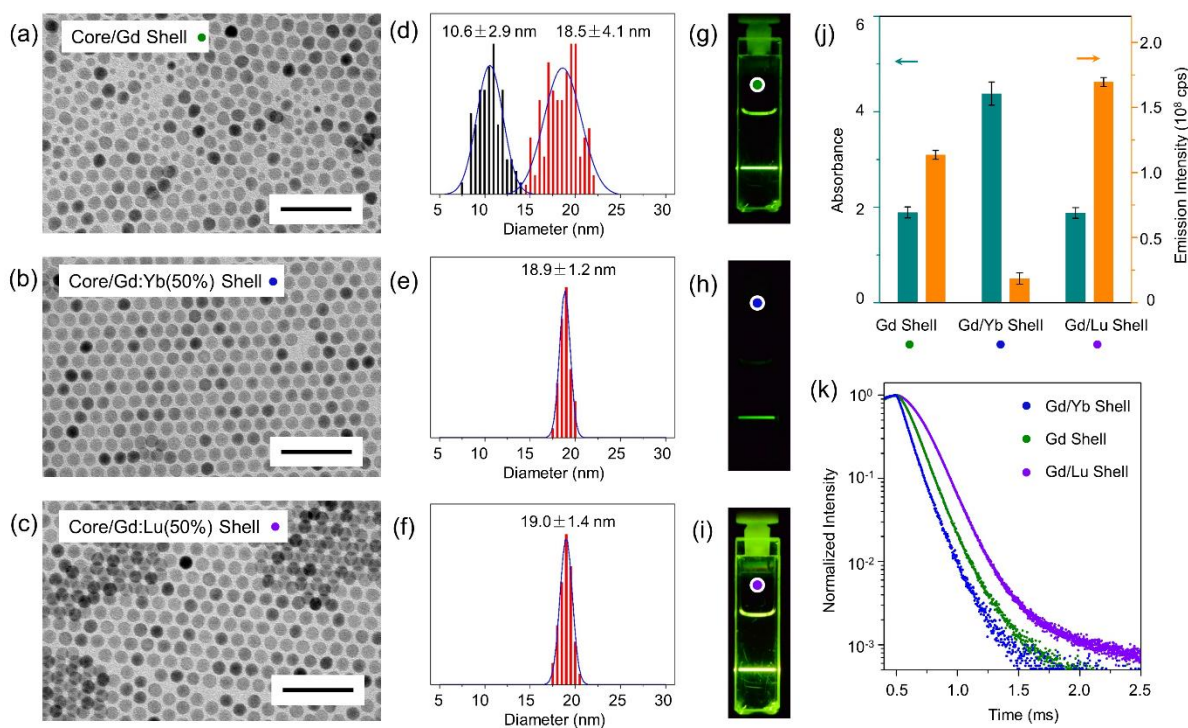 (a)
Core/Gd Shell
(b)
Core/Gd:Yb(50%) Shell
(c)
Core/Gd:Lu(50%) Shell
(d)
10.6±2.9 nm
18.5±4.1 nm
5 10 15 20 25 30
Diameter (nm)
(e)
18.9±1.2 nm
5 10 15 20 25 30
Diameter (nm)
(f)
19.0±1.4 nm
5 10 15 20 25 30
Diameter (nm)
(g)
(h)
(i)
(j)
6
4
2
0
Absorbance
2.0
1.5
1.0
0.5
0
Emission Intensity (10⁸ cps)
Gd Shell
Gd/Yb Shell
Gd/Lu Shell
(k)
10⁰
10⁻¹
10⁻²
10⁻³
Normalized Intensity
Gd/Yb Shell
Gd Shell
Gd/Lu Shell
0.5 1.0 1.5 2.0 2.5
Time (ms)